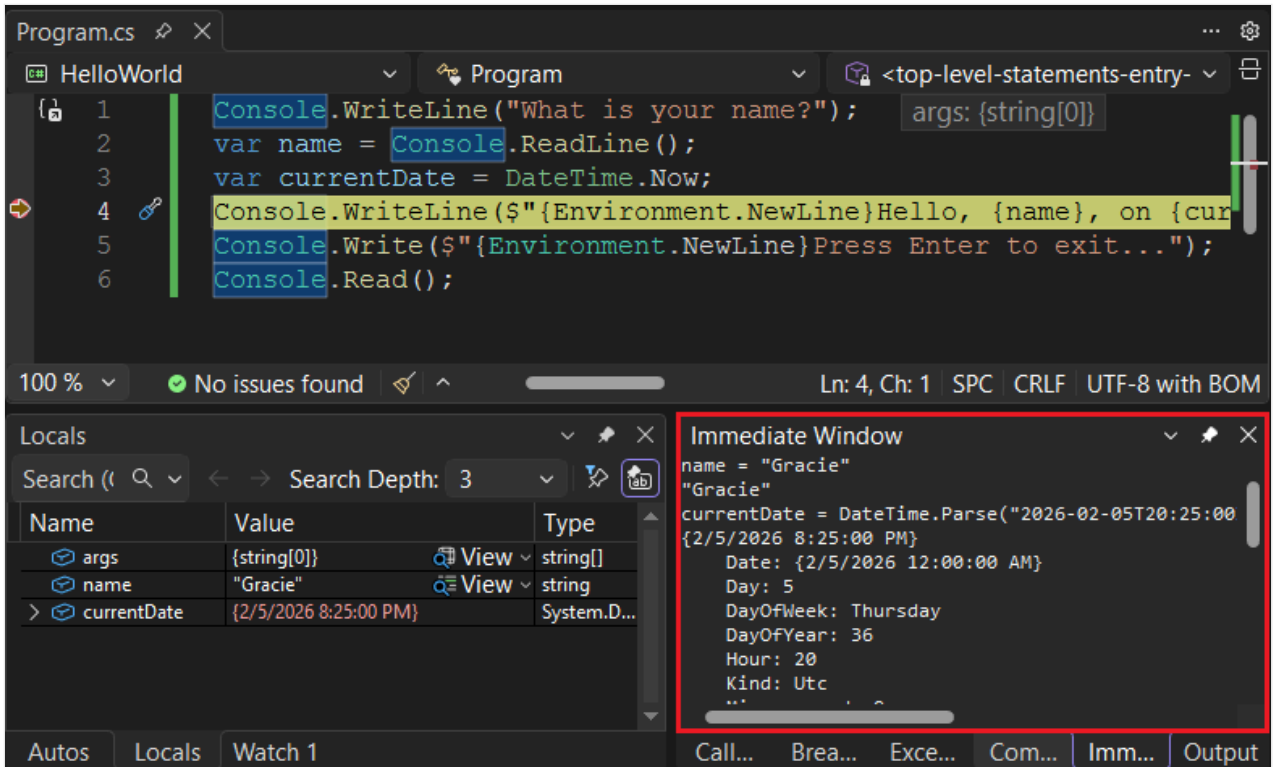 Program.cs
HelloWorld
Program
<top-level-statements-entry-
1 Console.WriteLine("What is your name?"); args: {string[0]}
2 var name = Console.ReadLine();
3 var currentDate = DateTime.Now;
4 Console.WriteLine($"{Environment.NewLine}Hello, {name}, on {cur
5 Console.Write($"{Environment.NewLine}Press Enter to exit...");
6 Console.Read();
100 % No issues found Ln: 4, Ch: 1 SPC CRLF UTF-8 with BOM
Locals
Search (C Search Depth: 3
Name Value Type
args {string[0]} View string[]
name "Gracie" View string
currentDate {2/5/2026 8:25:00 PM} System.D...
Autos Locals Watch 1
Immediate Window
name = "Gracie"
"Gracie"
currentDate = DateTime.Parse("2026-02-05T20:25:00
{2/5/2026 8:25:00 PM}
Date: {2/5/2026 12:00:00 AM}
Day: 5
DayOfWeek: Thursday
DayOfYear: 36
Hour: 20
Kind: Utc
Call... Brea... Exce... Com... Imm... Output